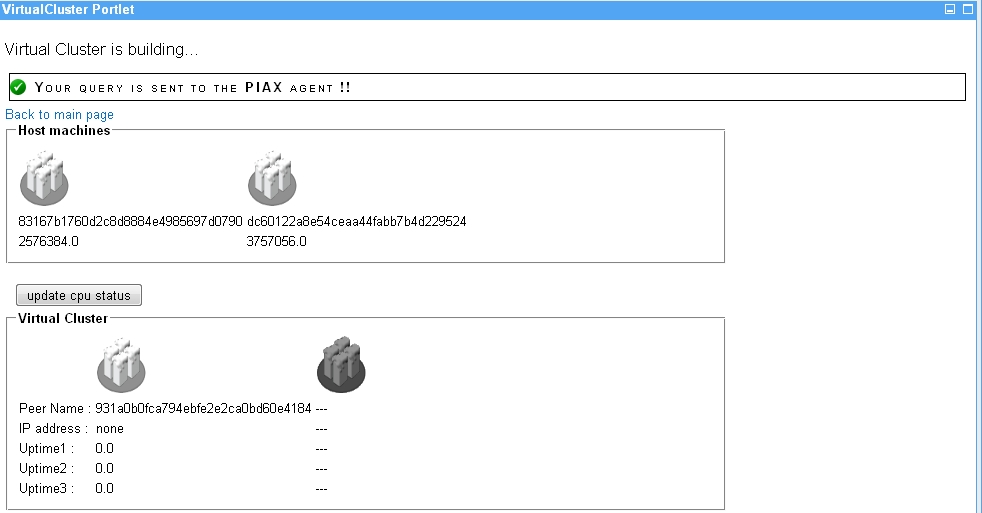 VirtualCluster Portlet
Virtual Cluster is building...
YOUR QUERY IS SENT TO THE PIAX AGENT !!
Back to main page
Host machines
83167b1760d2c8d8884e4985697d0790 dc60122a8e54ceaa44fabb7b4d229524
2576384.0 3757056.0
update cpu status
Virtual Cluster
Peer Name : 931a0b0fca794ebfe2e2ca0bd60e4184 ---
IP address : none ---
Uptime1 : 0.0 ---
Uptime2 : 0.0 ---
Uptime3 : 0.0 ---